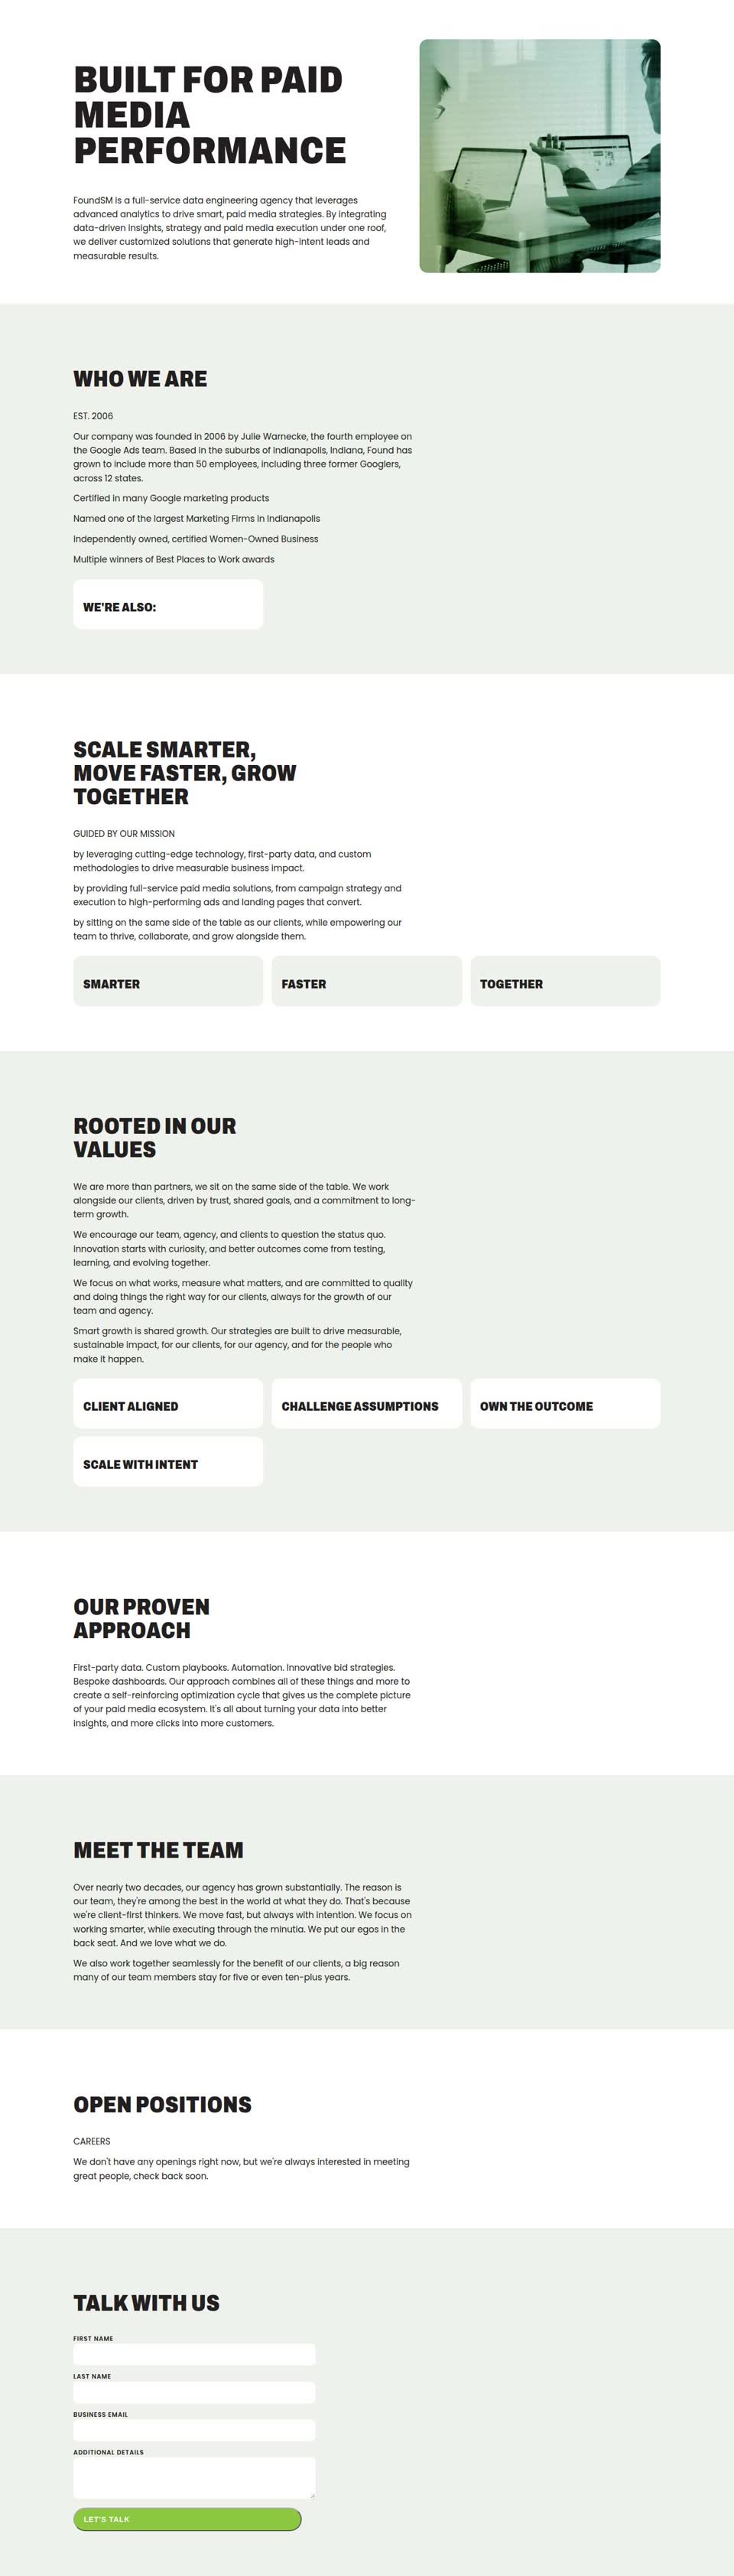 BUILT FOR PAID
MEDIA
PERFORMANCE
FoundSM is a full-service data engineering agency that leverages
advanced analytics to drive smart, paid media strategies. By integrating
data-driven insights, strategy and paid media execution under one roof,
we deliver customized solutions that generate high-intent leads and
measurable results.
WHO WE ARE
EST. 2006
Our company was founded in 2006 by Julie Warnecke, the fourth employee on
the Google Ads team. Based in the suburbs of Indianapolis, Indiana, Found has
grown to include more than 50 employees, including three former Googlers,
across 12 states.
Certified in many Google marketing products
Named one of the largest Marketing Firms in Indianapolis
Independently owned, certified Women-Owned Business
Multiple winners of Best Places to Work awards
WE'RE ALSO:
SCALE SMARTER,
MOVE FASTER, GROW
TOGETHER
GUIDED BY OUR MISSION
by leveraging cutting-edge technology, first-party data, and custom
methodologies to drive measurable business impact.
by providing full-service paid media solutions, from campaign strategy and
execution to high-performing ads and landing pages that convert.
by sitting on the same side of the table as our clients, while empowering our
team to thrive, collaborate, and grow alongside them.
SMARTER
FASTER
TOGETHER
ROOTED IN OUR
VALUES
We are more than partners, we sit on the same side of the table. We work
alongside our clients, driven by trust, shared goals, and a commitment to long-
term growth.
We encourage our team, agency, and clients to question the status quo.
Innovation starts with curiosity, and better outcomes come from testing,
learning, and evolving together.
We focus on what works, measure what matters, and are committed to quality
and doing things the right way for our clients, always for the growth of our
team and agency.
Smart growth is shared growth. Our strategies are built to drive measurable,
sustainable impact, for our clients, for our agency, and for the people who
make it happen.
CLIENT ALIGNED
CHALLENGE ASSUMPTIONS
OWN THE OUTCOME
SCALE WITH INTENT
OUR PROVEN
APPROACH
First-party data. Custom playbooks. Automation. Innovative bid strategies.
Bespoke dashboards. Our approach combines all of these things and more to
create a self-reinforcing optimization cycle that gives us the complete picture
of your paid media ecosystem. It's all about turning your data into better
insights, and more clicks into more customers.
MEET THE TEAM
Over nearly two decades, our agency has grown substantially. The reason is
our team, they're among the best in the world at what they do. That's because
we're client-first thinkers. We move fast, but always with intention. We focus on
working smarter, while executing through the minutia. We put our egos in the
back seat. And we love what we do.
We also work together seamlessly for the benefit of our clients, a big reason
many of our team members stay for five or even ten-plus years.
OPEN POSITIONS
CAREERS
We don't have any openings right now, but we're always interested in meeting
great people, check back soon.
TALK WITH US
FIRST NAME
LAST NAME
BUSINESS EMAIL
ADDITIONAL DETAILS
LET'S TALK